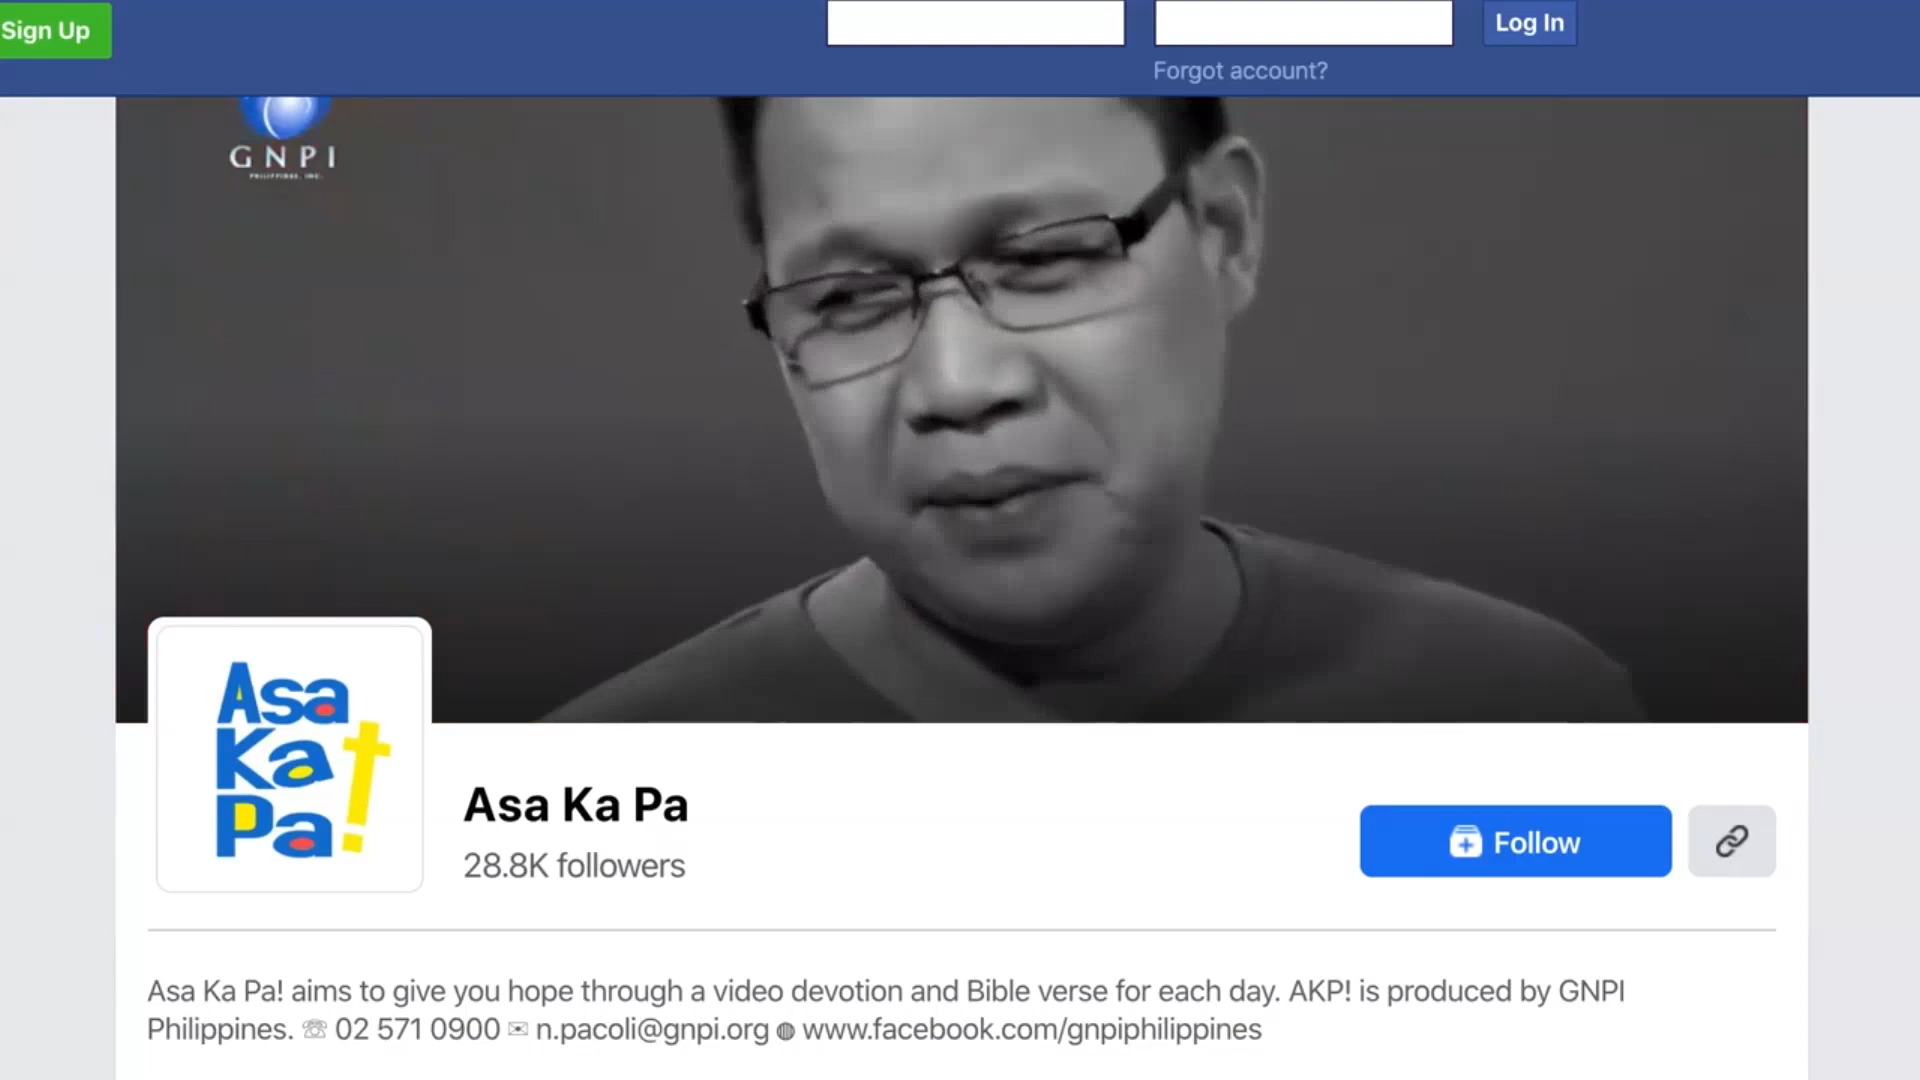 Sign Up
Log In
Forgot account?
GNPI
PHILIPPINES, INC.
Asa
Ka
Pa!
Asa Ka Pa
28.8K followers
Follow
Asa Ka Pa! aims to give you hope through a video devotion and Bible verse for each day. AKP! is produced by GNPI
Philippines. ☏ 02 571 0900 ✉ n.pacoli@gnpi.org ◍ www.facebook.com/gnpiphilippines